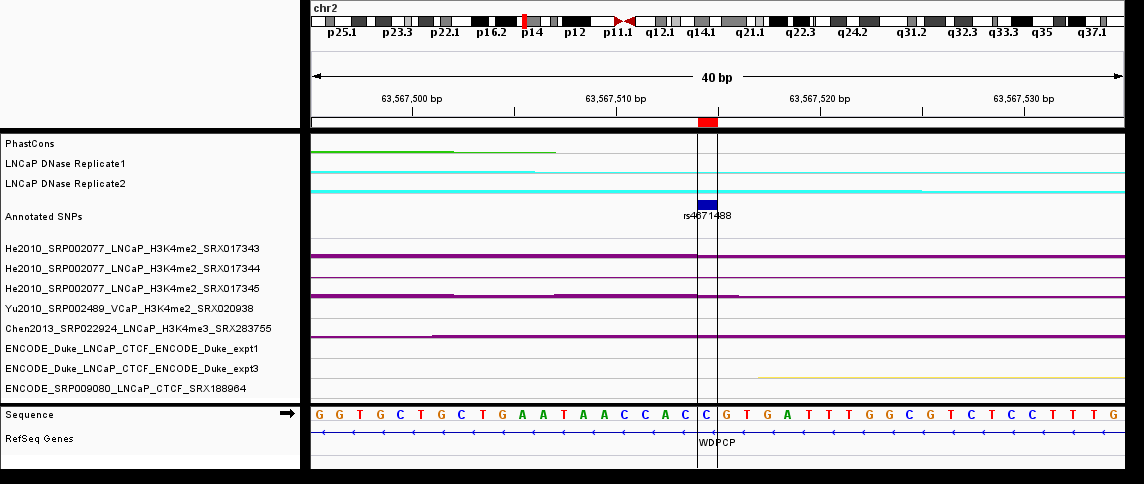 chr2
p25.1 p23.3 p22.1 p16.2 p14 p12 p11.1 q12.1 q14.1 q21.1 q22.3 q24.2 q31.2 q32.3 q33.3 q35 q37.1
40 bp
63,567,500 bp 63,567,510 bp 63,567,520 bp 63,567,530 bp
PhastCons
LNCaP DNase Replicate1
LNCaP DNase Replicate2
Annotated SNPs
rs4671488
He2010_SRP002077_LNCaP_H3K4me2_SRX017343
He2010_SRP002077_LNCaP_H3K4me2_SRX017344
He2010_SRP002077_LNCaP_H3K4me2_SRX017345
Yu2010_SRP002489_VCaP_H3K4me2_SRX020938
Chen2013_SRP022924_LNCaP_H3K4me3_SRX283755
ENCODE_Duke_LNCaP_CTCF_ENCODE_Duke_expt1
ENCODE_Duke_LNCaP_CTCF_ENCODE_Duke_expt3
ENCODE_SRP009080_LNCaP_CTCF_SRX188964
Sequence G G T G C T G C T G A A T A A C C A C C G T G A T T T G G C G T C T C C T T T G
RefSeq Genes
WDPCP